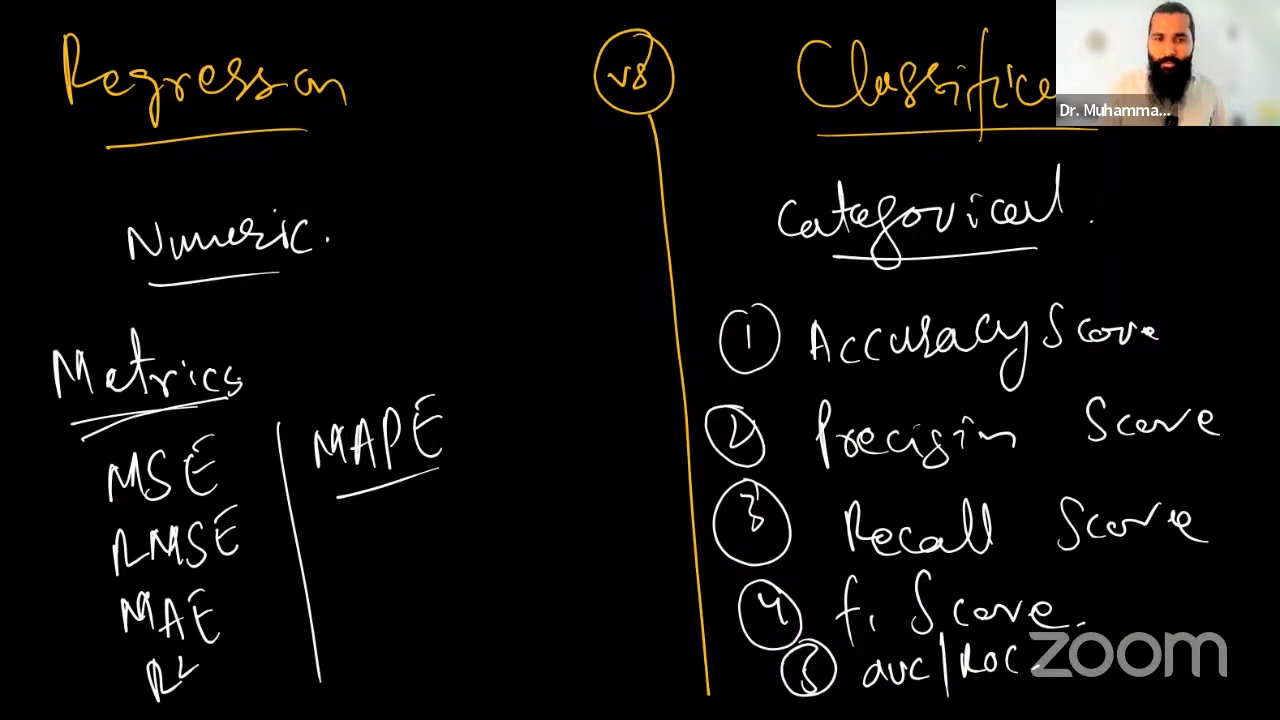 Regression
vs
Classifica
Dr. Muhamma...
Numeric.
Categorical.
Metrics
MSE
RMSE
MAE
R2
MAPE
1 Accuracy Score
2 Precision Score
3 Recall Score
4 F1 Score.
5 auc/ROC
zoom